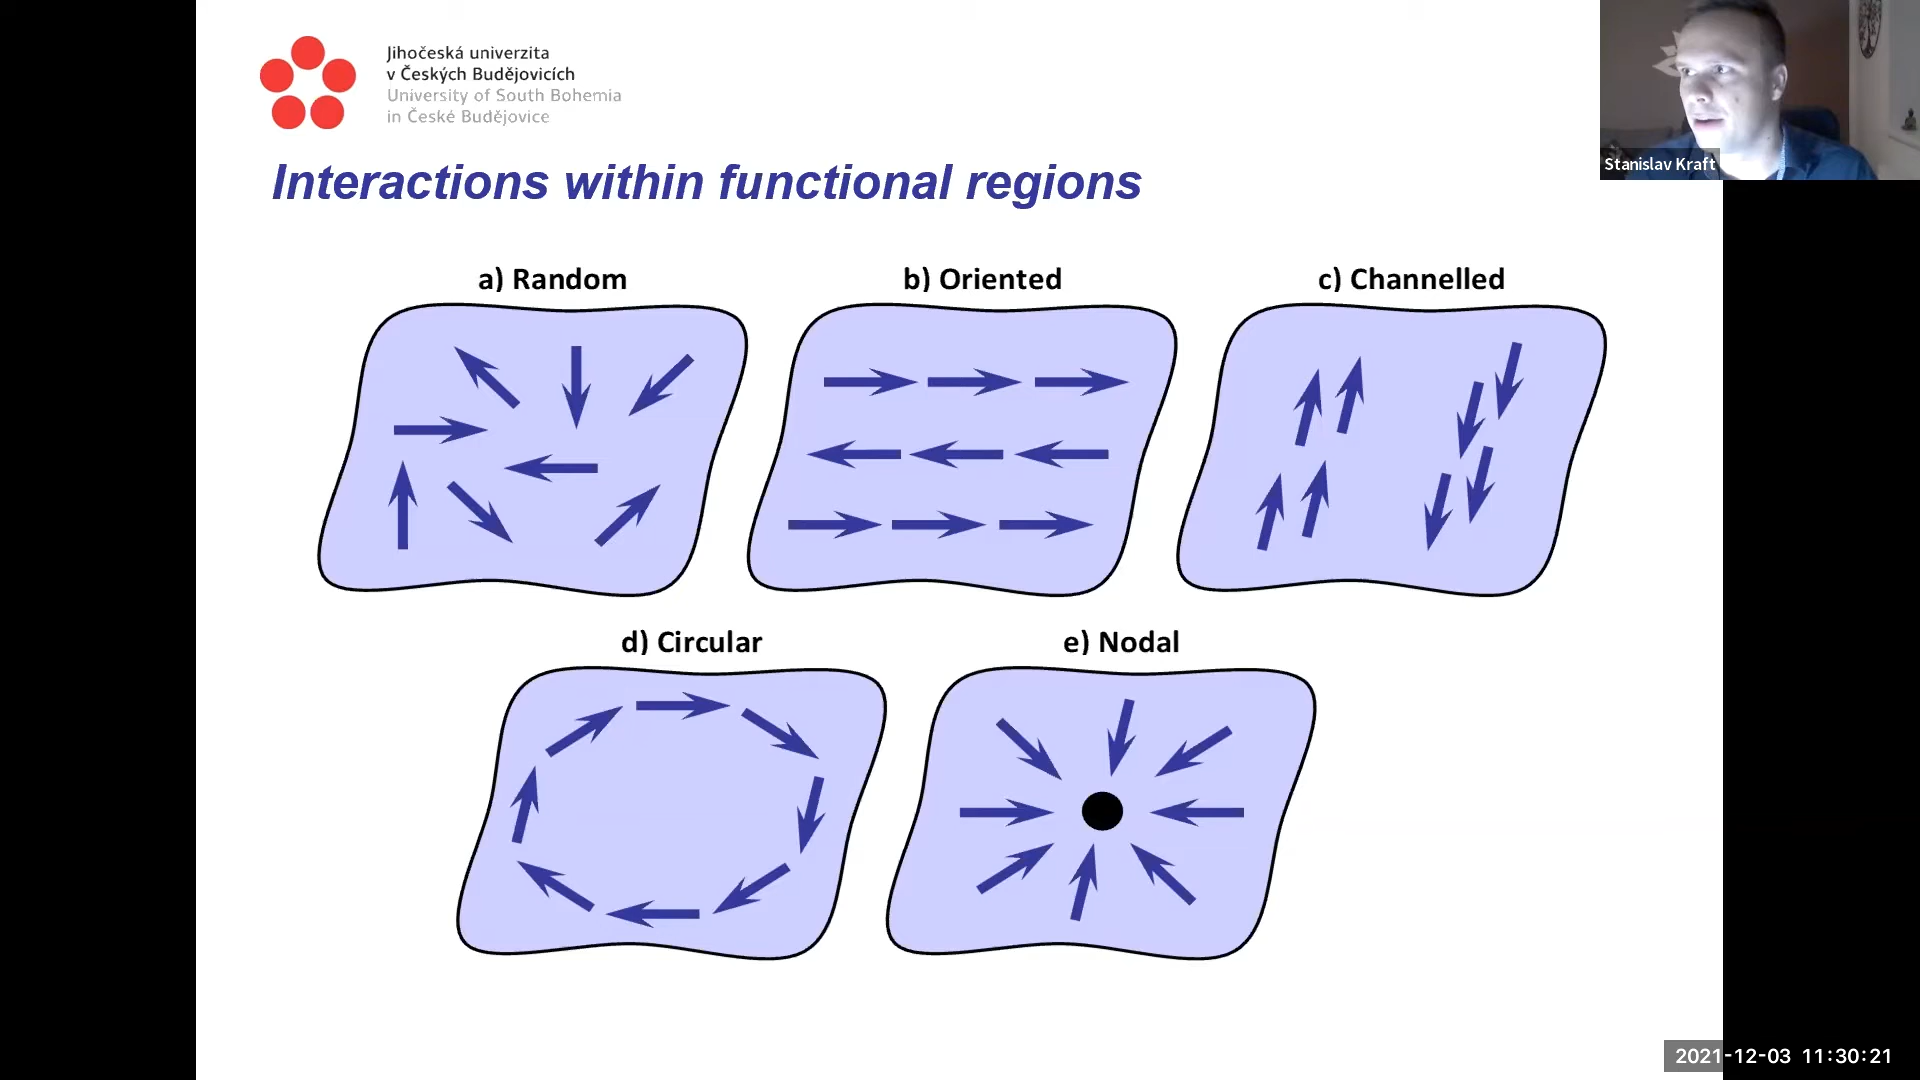 Jihočeská univerzita
v Českých Budějovicích
University of South Bohemia
in České Budějovice
Stanislav Kraft
Interactions within functional regions
a) Random
b) Oriented
c) Channelled
d) Circular
e) Nodal
2021-12-03 11:30:21